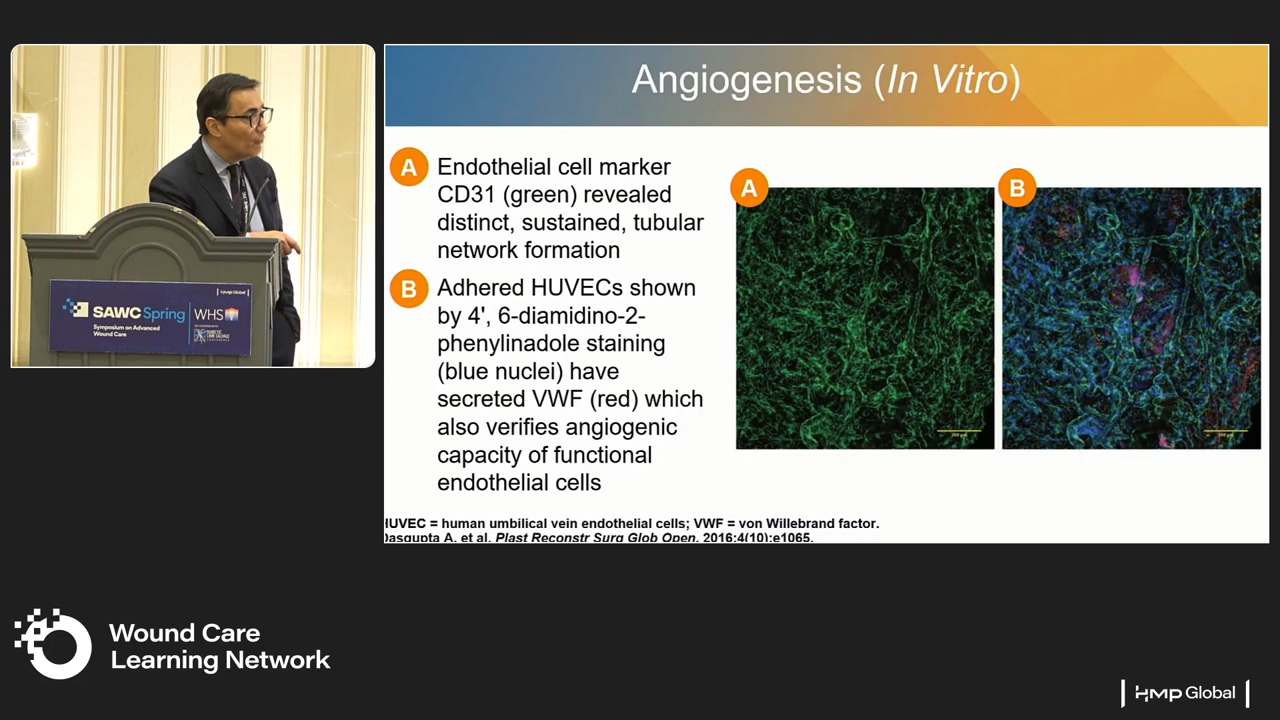 Angiogenesis (In Vitro)
A
Endothelial cell marker
CD31 (green) revealed
distinct, sustained, tubular
network formation
B
Adhered HUVECs shown
by 4', 6-diamidino-2-
phenylinadole staining
(blue nuclei) have
secreted VWF (red) which
also verifies angiogenic
capacity of functional
endothelial cells
A
B
HUVEC = human umbilical vein endothelial cells; VWF = von Willebrand factor.
Dasgupta A, et al. Plast Reconstr Surg Glob Open. 2016;4(10):e1065.
SAWC Spring
Symposium on Advanced
Wound Care
WHS
Wound Care
Learning Network
HMP Global